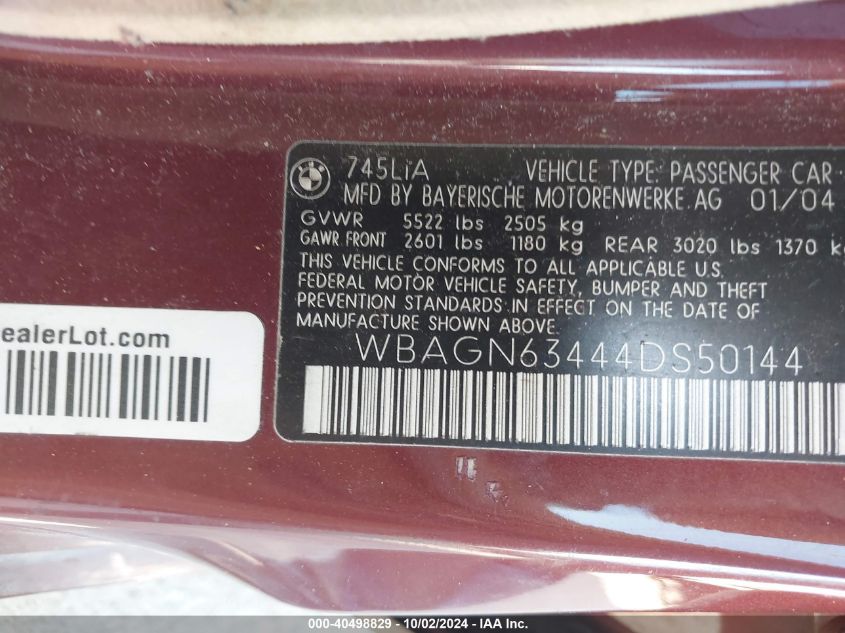 745LiA VEHICLE TYPE: PASSENGER CAR
MFD BY BAYERISCHE MOTORENWERKE AG 01/04
GVWR 5522 lbs 2505 kg
GAWR FRONT 2601 lbs 1180 kg REAR 3020 lbs 1370 kg
THIS VEHICLE CONFORMS TO ALL APPLICABLE U.S.
FEDERAL MOTOR VEHICLE SAFETY, BUMPER AND THEFT
PREVENTION STANDARDS IN EFFECT ON THE DATE OF
MANUFACTURE SHOWN ABOVE.
WBAGN63444DS50144
ealerLot.com
000-40498829 - 10/02/2024 - IAAI.com